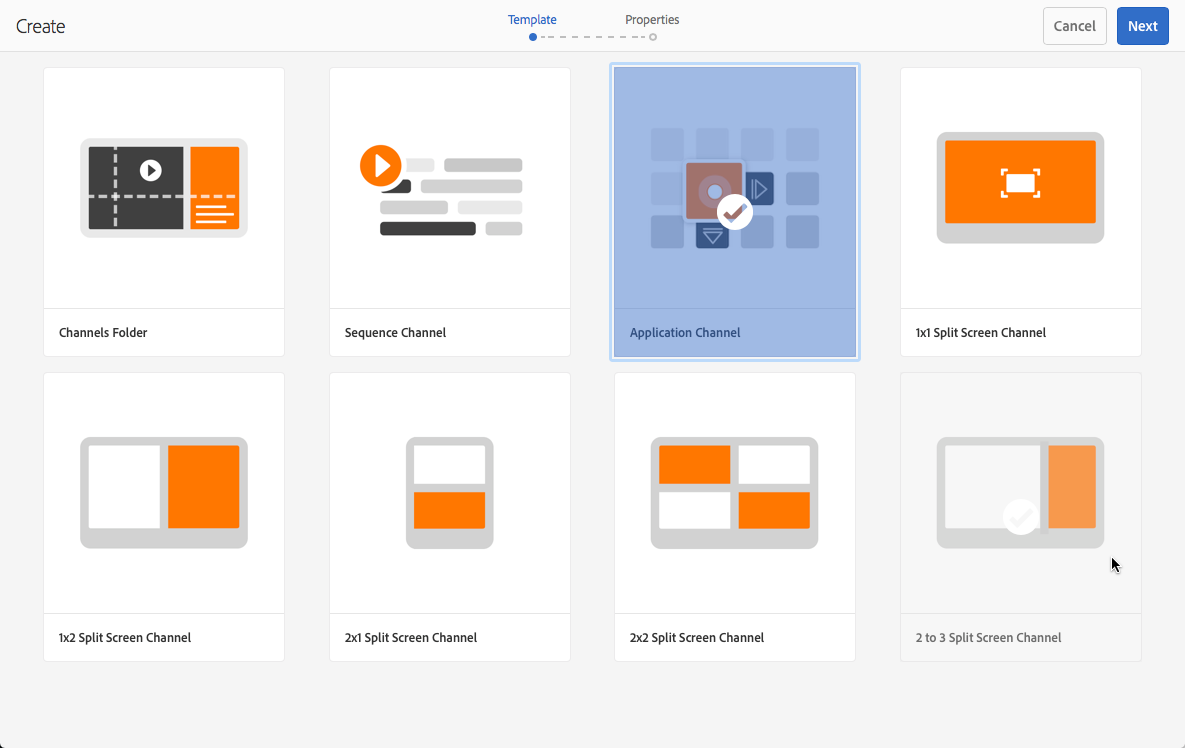 Create
Template
Properties
Cancel
Next
Channels Folder
Sequence Channel
Application Channel
1x1 Split Screen Channel
1x2 Split Screen Channel
2x1 Split Screen Channel
2x2 Split Screen Channel
2 to 3 Split Screen Channel